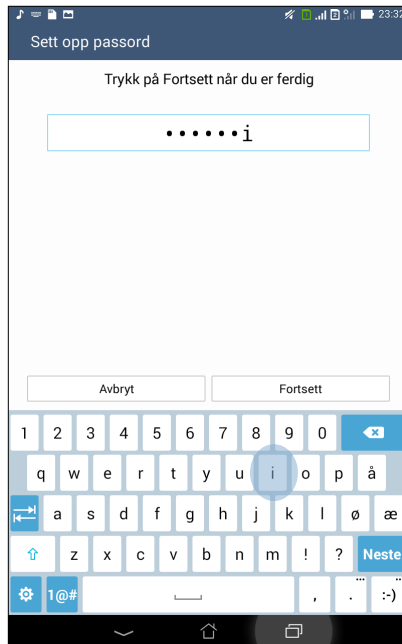 23:32
Sett opp passord
Trykk på Fortsett når du er ferdig
••••••i
Avbryt Fortsett
1 2 3 4 5 6 7 8 9 0
q w e r t y u i o p å
a s d f g h j k l ø æ
z x c v b n m ! ? Neste
1@# , . :-)